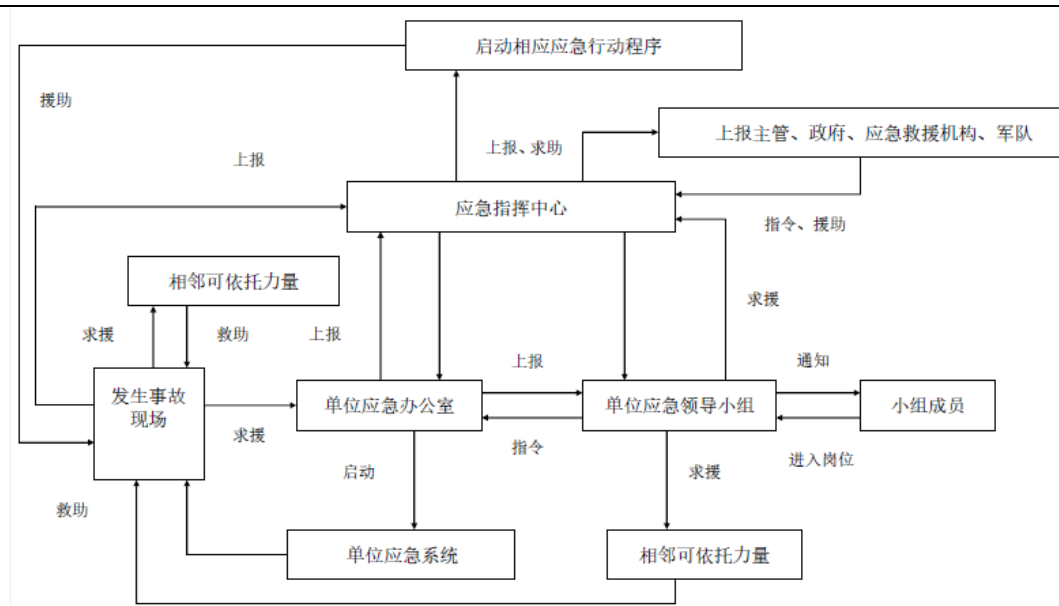 启动相应应急行动程序
援助
上报主管、政府、应急救援机构、军队
上报、求助
上报
应急指挥中心
指令、援助
相邻可依托力量
求援
求援
救助
上报
上报
通知
发生事故
现场
单位应急办公室
单位应急领导小组
小组成员
求援
指令
进入岗位
启动
求援
救助
单位应急系统
相邻可依托力量